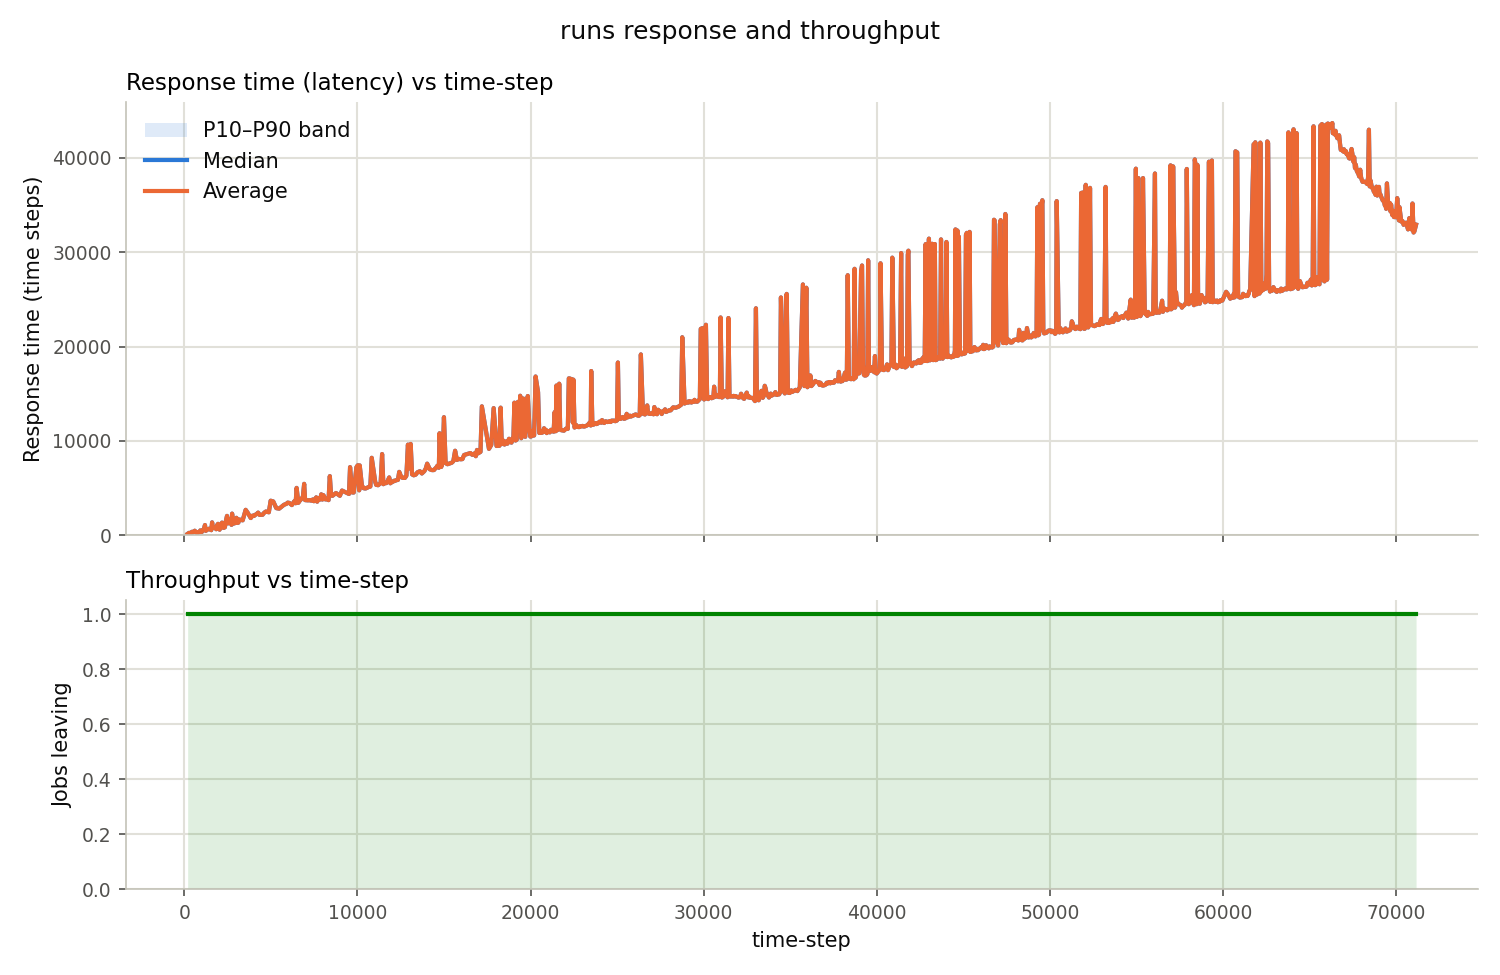 runs response and throughput
Response time (latency) vs time-step
P10–P90 band
Median
Average
Response time (time steps)
40000
30000
20000
10000
0
Throughput vs time-step
Jobs leaving
1.0
0.8
0.6
0.4
0.2
0.0
0 10000 20000 30000 40000 50000 60000 70000
time-step